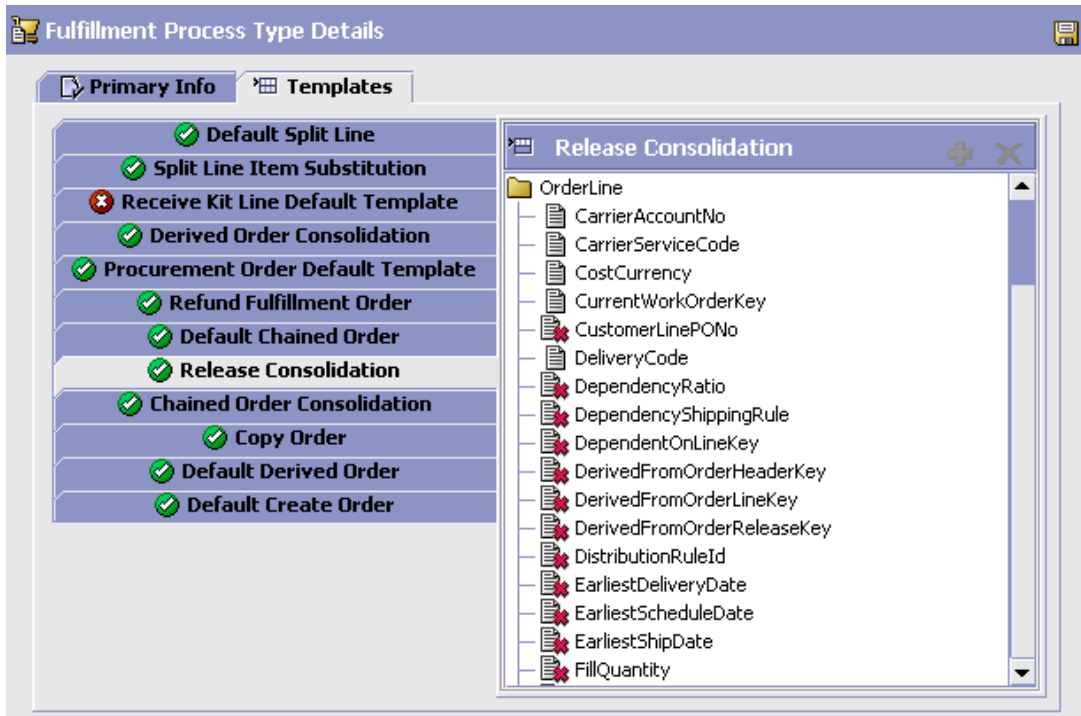 Fulfillment Process Type Details
Primary Info
Templates
Default Split Line
Split Line Item Substitution
Receive Kit Line Default Template
Derived Order Consolidation
Procurement Order Default Template
Refund Fulfillment Order
Default Chained Order
Release Consolidation
Chained Order Consolidation
Copy Order
Default Derived Order
Default Create Order
Release Consolidation
OrderLine
CarrierAccountNo
CarrierServiceCode
CostCurrency
CurrentWorkOrderKey
CustomerLinePONo
DeliveryCode
DependencyRatio
DependencyShippingRule
DependentOnLineKey
DerivedFromOrderHeaderKey
DerivedFromOrderLineKey
DerivedFromOrderReleaseKey
DistributionRuleId
EarliestDeliveryDate
EarliestScheduleDate
EarliestShipDate
FillQuantity